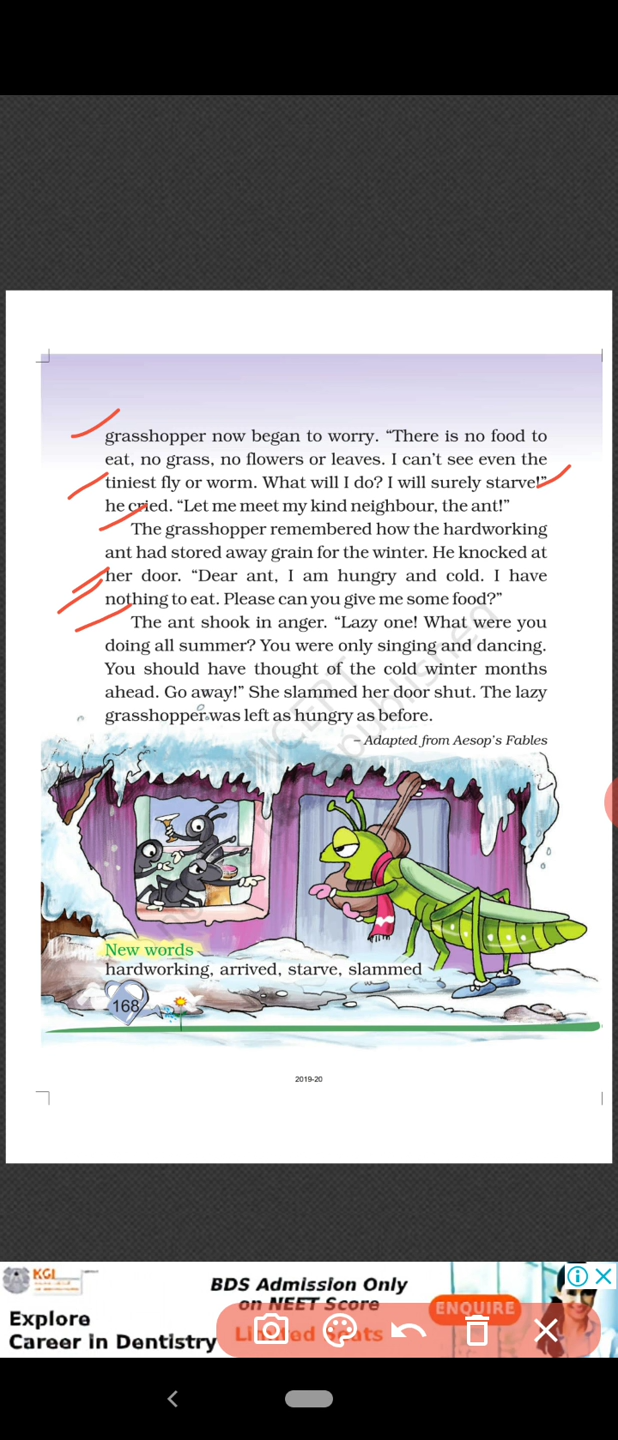 grasshopper now began to worry. “There is no food to
eat, no grass, no flowers or leaves. I can’t see even the
tiniest fly or worm. What will I do? I will surely starve!”
he cried. “Let me meet my kind neighbour, the ant!”
The grasshopper remembered how the hardworking
ant had stored away grain for the winter. He knocked at
her door. “Dear ant, I am hungry and cold. I have
nothing to eat. Please can you give me some food?”
The ant shook in anger. “Lazy one! What were you
doing all summer? You were only singing and dancing.
You should have thought of the cold winter months
ahead. Go away!” She slammed her door shut. The lazy
grasshopper was left as hungry as before.
– Adapted from Aesop’s Fables
New words
hardworking, arrived, starve, slammed
168
2019-20
KGI
BDS Admission Only
on NEET Score
Explore
Career in Dentistry
Limited Seats
ENQUIRE